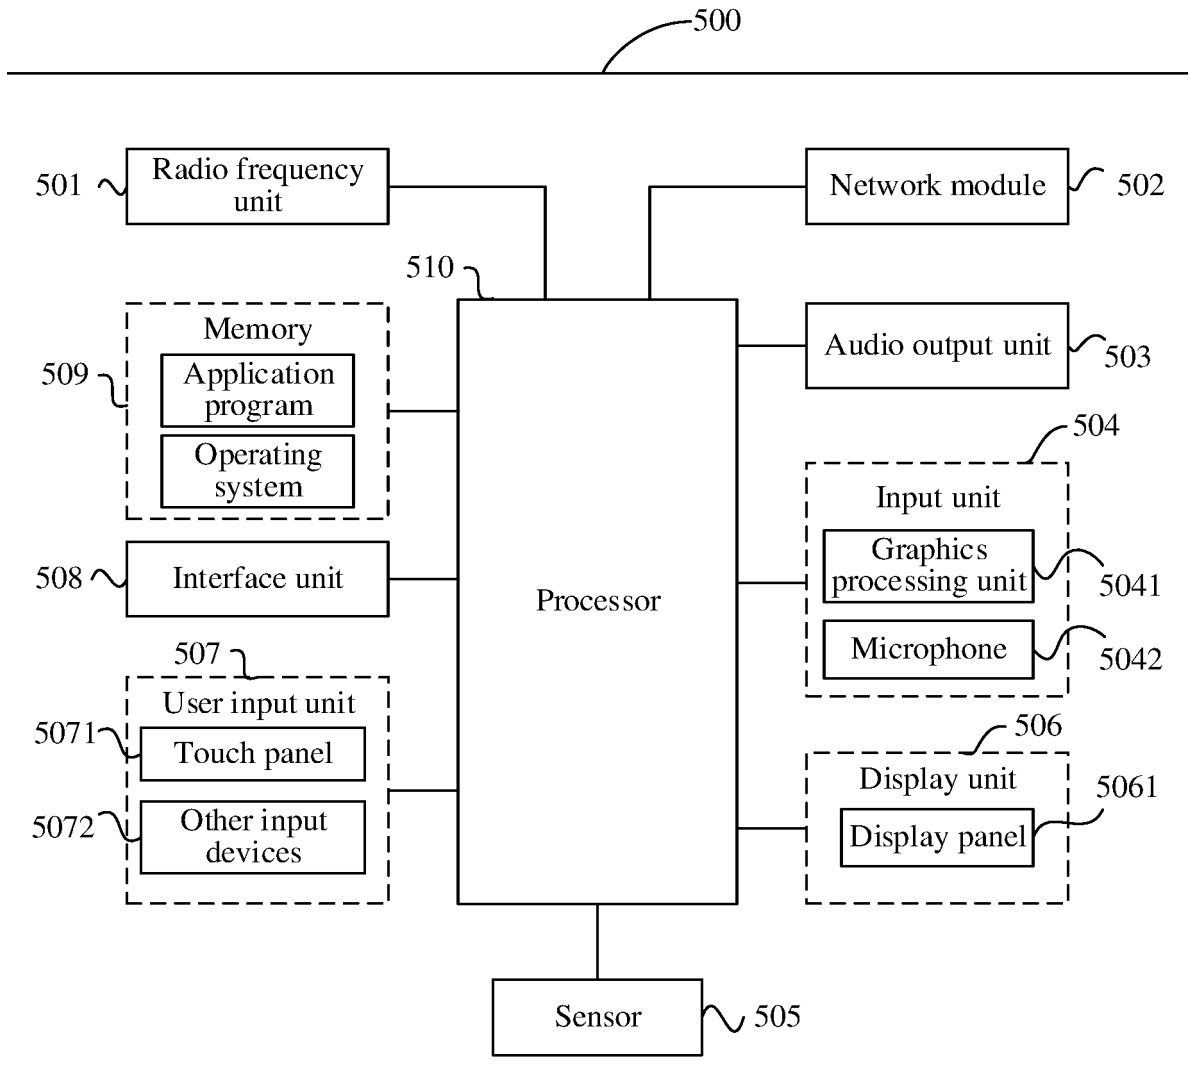 500
501
Radio frequency
unit
Network module
502
510
509
Memory
Application
program
Operating
system
Audio output unit
503
504
Input unit
Graphics
processing unit
5041
Microphone
5042
508
Interface unit
Processor
507
User input unit
5071
Touch panel
5072
Other input
devices
506
Display unit
5061
Display panel
Sensor
505